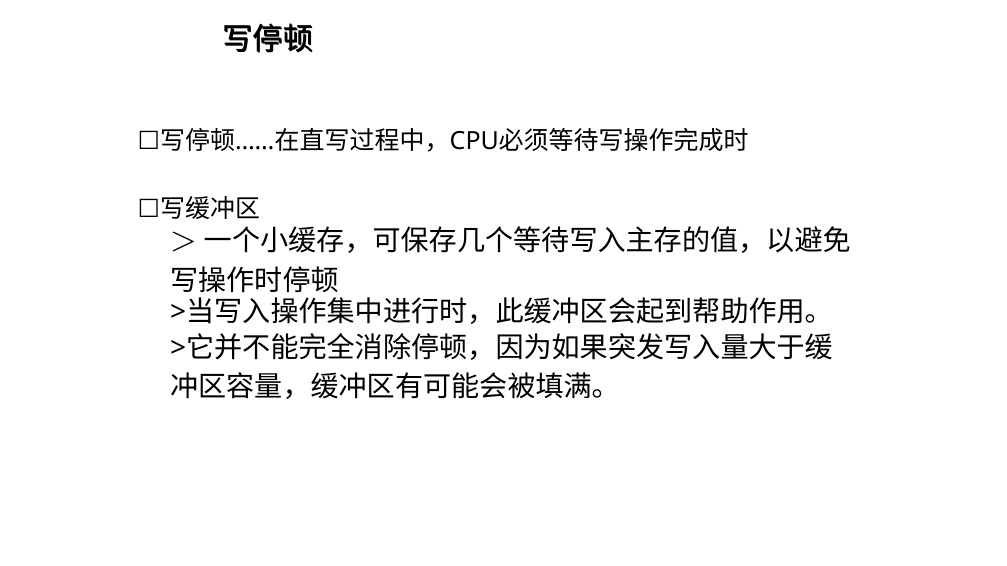 写停顿
□写停顿……在直写过程中，CPU必须等待写操作完成时
□写缓冲区
＞一个小缓存，可保存几个等待写入主存的值，以避免
写操作时停顿
>当写入操作集中进行时，此缓冲区会起到帮助作用。
>它并不能完全消除停顿，因为如果突发写入量大于缓
冲区容量，缓冲区有可能会被填满。